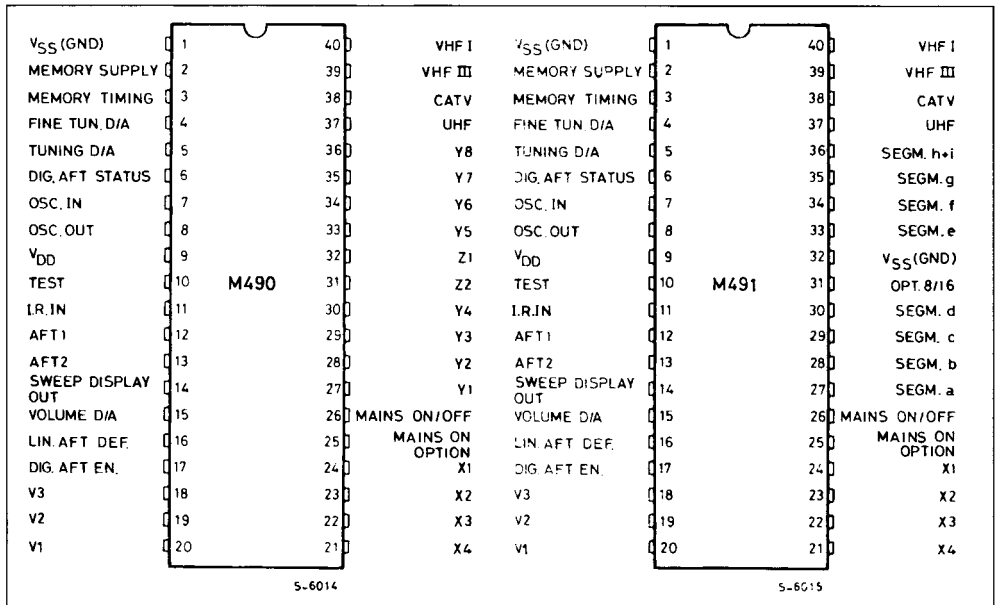 VSS (GND) 1 40 VHF I
MEMORY SUPPLY 2 39 VHF III
MEMORY TIMING 3 38 CATV
FINE TUN. D/A 4 37 UHF
TUNING D/A 5 36 Y8
DIG. AFT STATUS 6 35 Y7
OSC. IN 7 34 Y6
OSC. OUT 8 33 Y5
VDD 9 32 Z1
TEST 10 M490 31 Z2
I.R. IN 11 30 Y4
AFT1 12 29 Y3
AFT2 13 28 Y2
SWEEP DISPLAY
OUT 14 27 Y1
VOLUME D/A 15 26 MAINS ON/OFF
LIN. AFT DEF. 16 25 MAINS ON
OPTION
DIG. AFT EN. 17 24 X1
V3 18 23 X2
V2 19 22 X3
V1 20 21 X4
S-6014
VSS (GND) 1 40 VHF I
MEMORY SUPPLY 2 39 VHF III
MEMORY TIMING 3 38 CATV
FINE TUN. D/A 4 37 UHF
TUNING D/A 5 36 SEGM. h+i
DIG. AFT STATUS 6 35 SEGM. g
OSC. IN 7 34 SEGM. f
OSC. OUT 8 33 SEGM. e
VDD 9 32 VSS (GND)
TEST 10 M491 31 OPT. 8/16
I.R. IN 11 30 SEGM. d
AFT1 12 29 SEGM. c
AFT2 13 28 SEGM. b
SWEEP DISPLAY
OUT 14 27 SEGM. a
VOLUME D/A 15 26 MAINS ON/OFF
LIN. AFT DEF. 16 25 MAINS ON
OPTION
DIG. AFT EN. 17 24 X1
V3 18 23 X2
V2 19 22 X3
V1 20 21 X4
S-6015